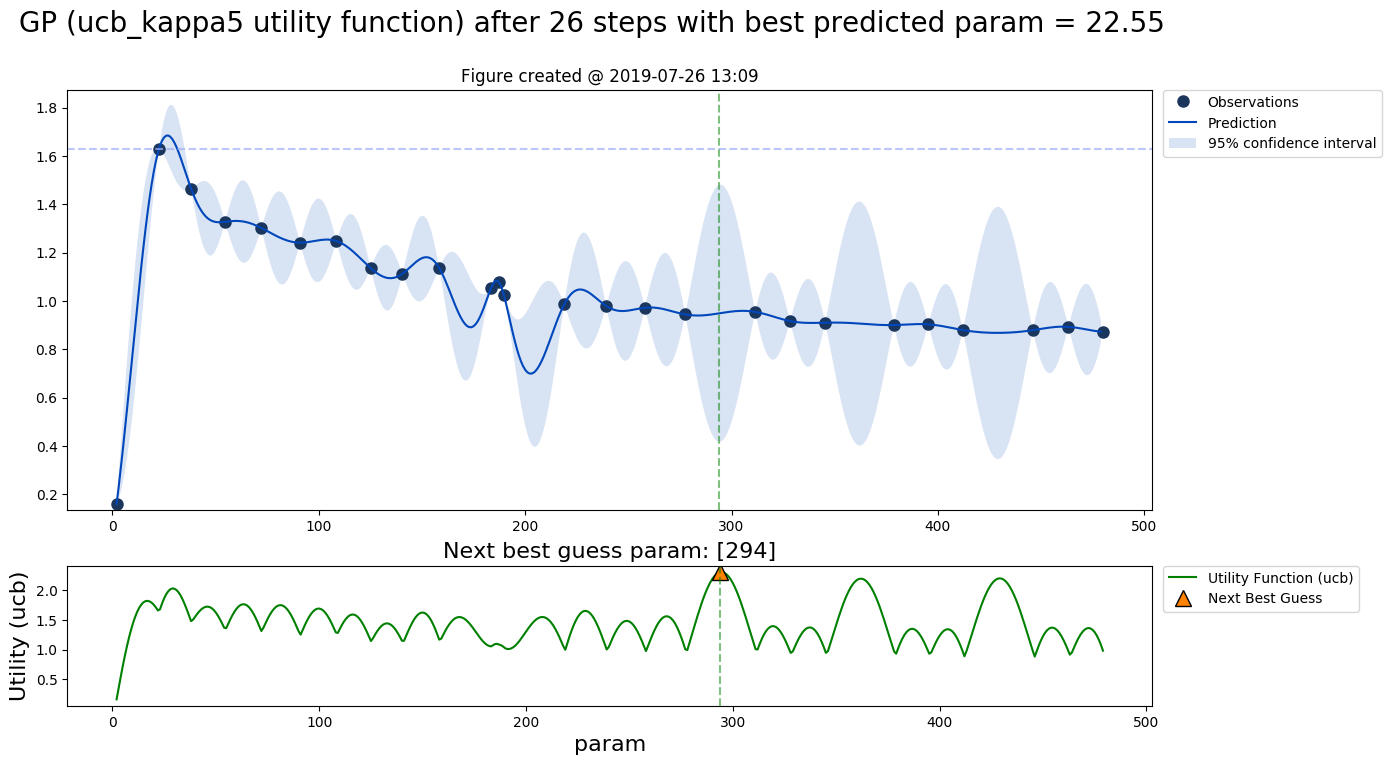 GP (ucb_kappa5 utility function) after 26 steps with best predicted param = 22.55
Figure created @ 2019-07-26 13:09
1.8
1.6
1.4
1.2
1.0
0.8
0.6
0.4
0.2
0 100 200 300 400 500
Observations
Prediction
95% confidence interval
Next best guess param: [294]
Utility (ucb)
2.0
1.5
1.0
0.5
0 100 200 300 400 500
param
Utility Function (ucb)
Next Best Guess